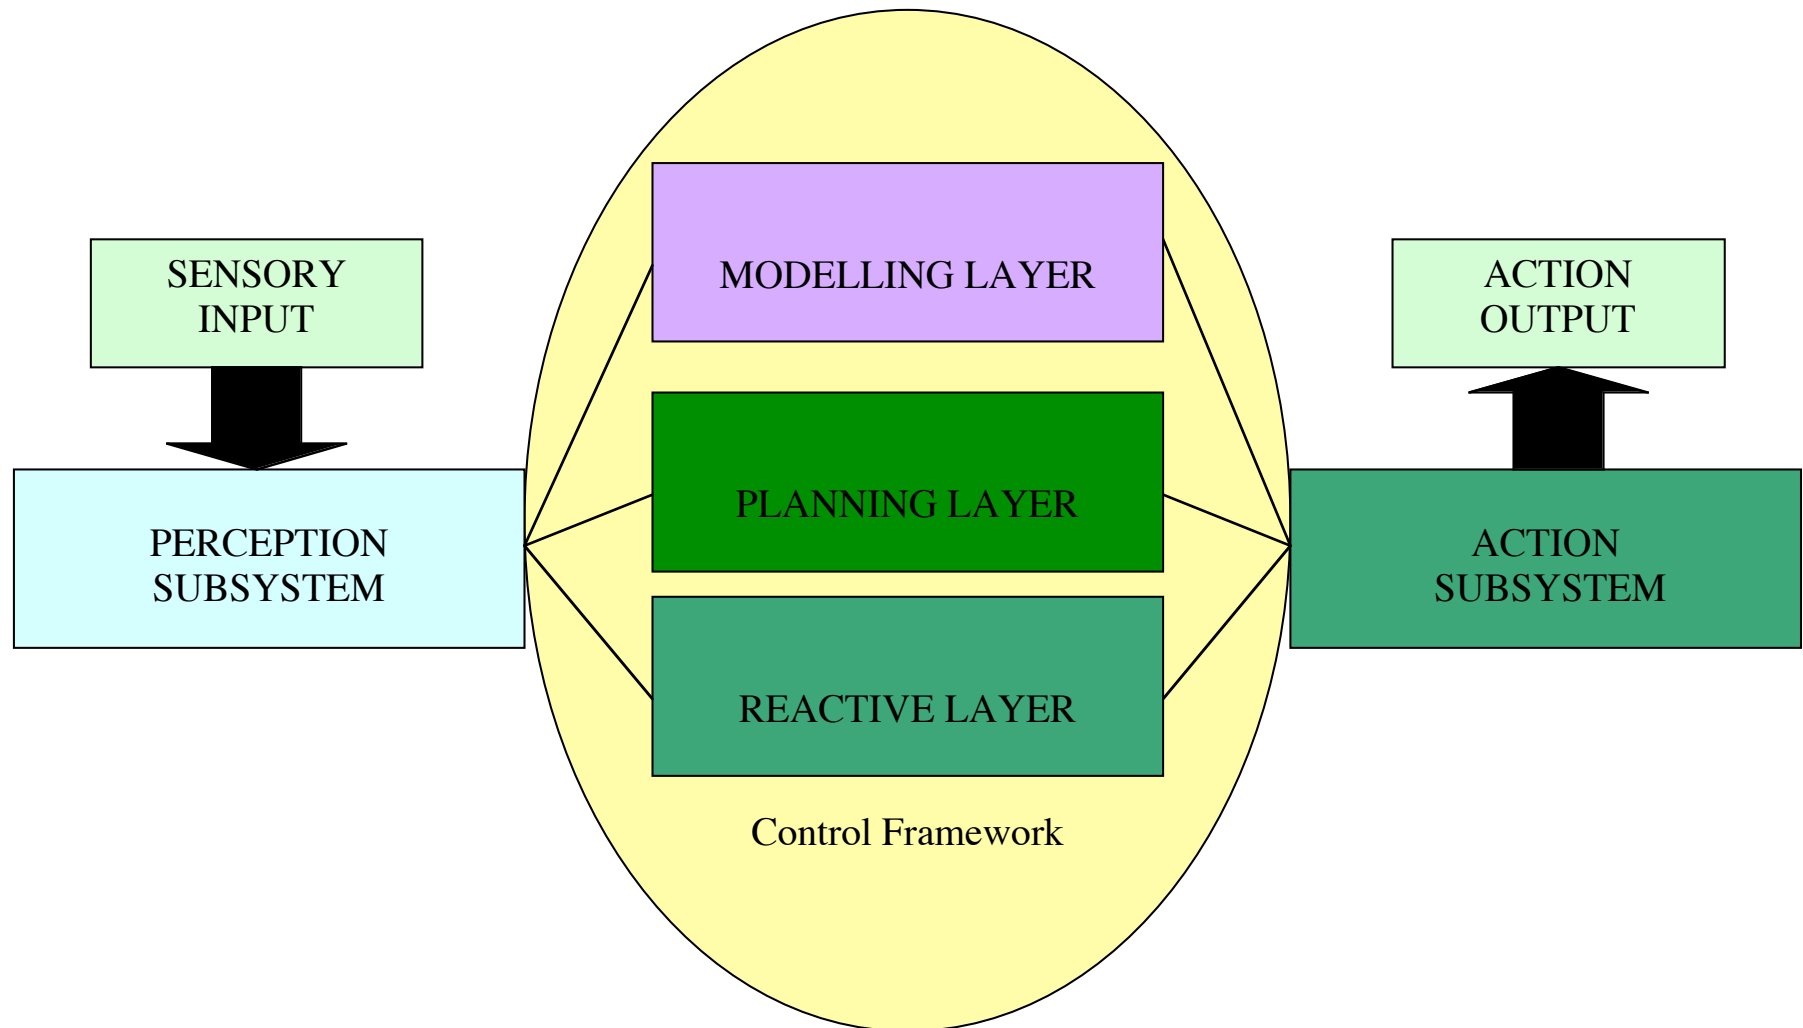 SENSORY
INPUT
PERCEPTION
SUBSYSTEM
MODELLING LAYER
PLANNING LAYER
REACTIVE LAYER
Control Framework
ACTION
OUTPUT
ACTION
SUBSYSTEM